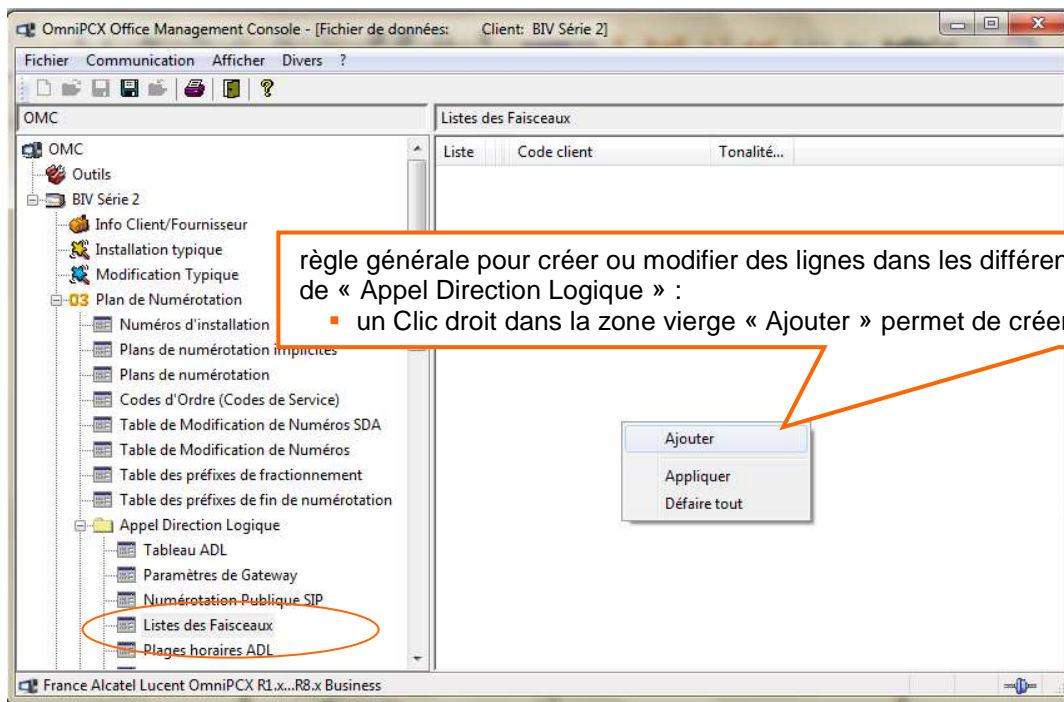 OmniPCX Office Management Console - [Fichier de données: Client: BIV Série 2]
Fichier Communication Afficher Divers ?
OMC
Listes des Faisceaux
OMC
Outils
BIV Série 2
Info Client/Fournisseur
Installation typique
Modification Typique
03 Plan de Numérotation
Numéros d'installation
Plans de numérotation implicites
Plans de numérotation
Codes d'Ordre (Codes de Service)
Table de Modification de Numéros SDA
Table de Modification de Numéros
Table des préfixes de fractionnement
Table des préfixes de fin de numérotation
Appel Direction Logique
Tableau ADL
Paramètres de Gateway
Numérotation Publique SIP
Listes des Faisceaux
Plages horaires ADL
Liste Code client Tonalité...
règle générale pour créer ou modifier des lignes dans les différen
de « Appel Direction Logique » :
▪ un Clic droit dans la zone vierge « Ajouter » permet de créer
Ajouter
Appliquer
Défaire tout
France Alcatel Lucent OmniPCX R1.x...R8.x Business